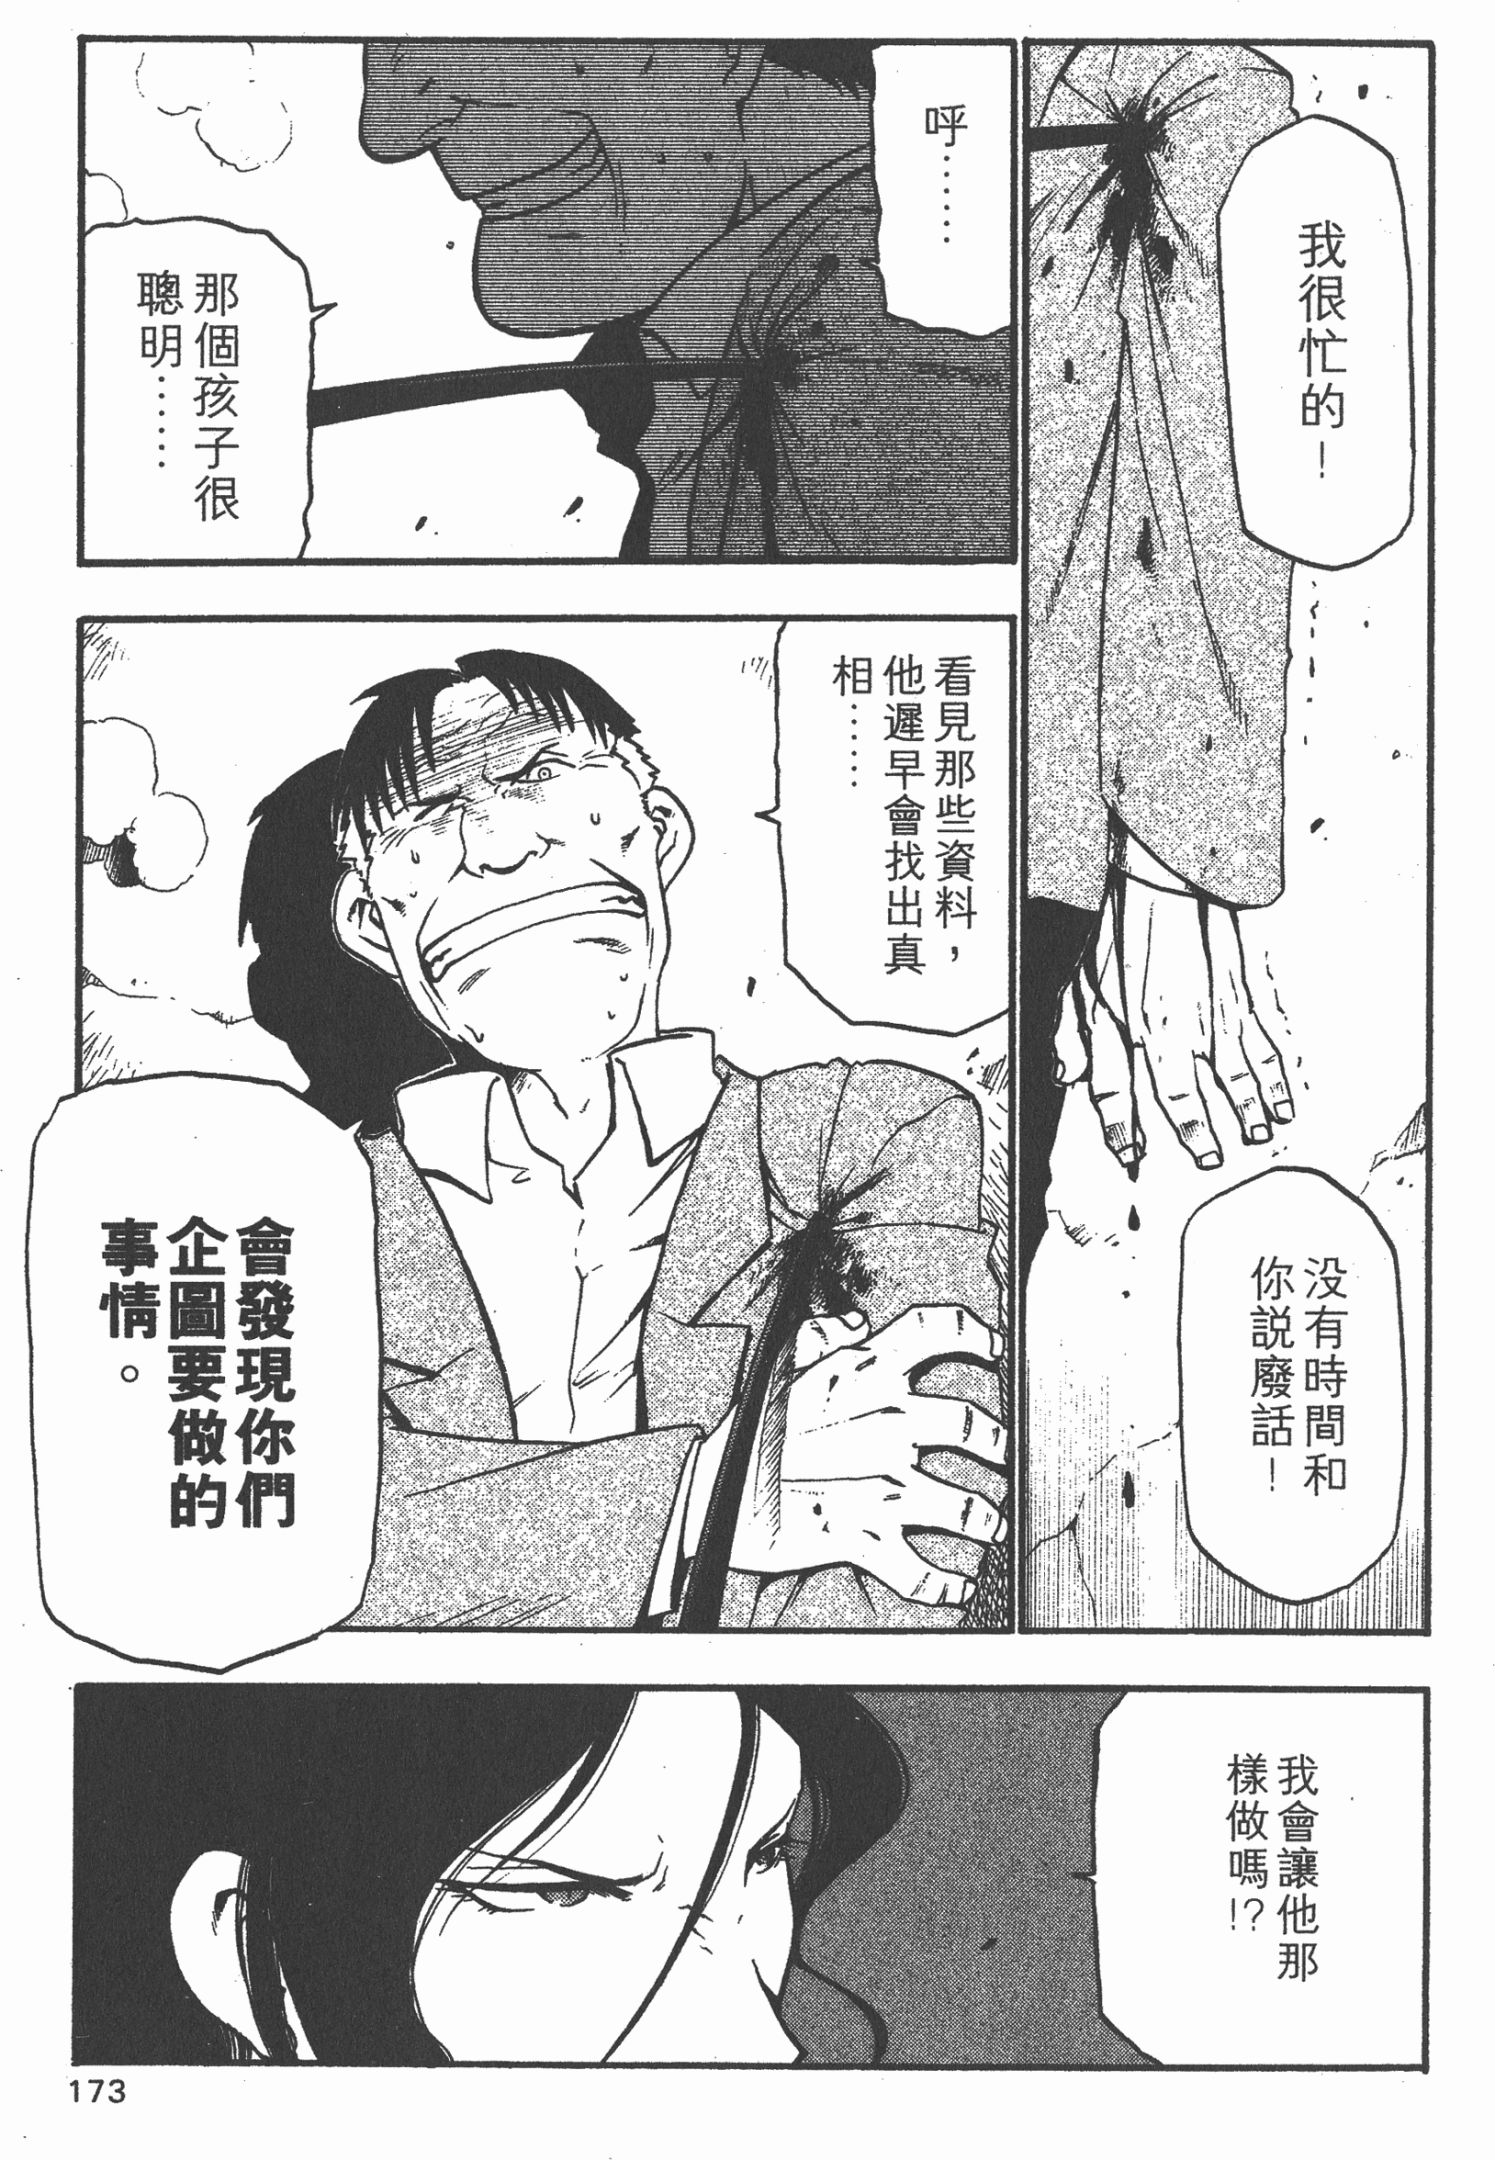 我很忙的！
没有時間和
你説廢話！
呼……
那個孩子很
聰明……
看見那些資料，
他遲早會找出真
相……
會發現你們
企圖要做的
事情。
我會讓他那
樣做嗎!?
173